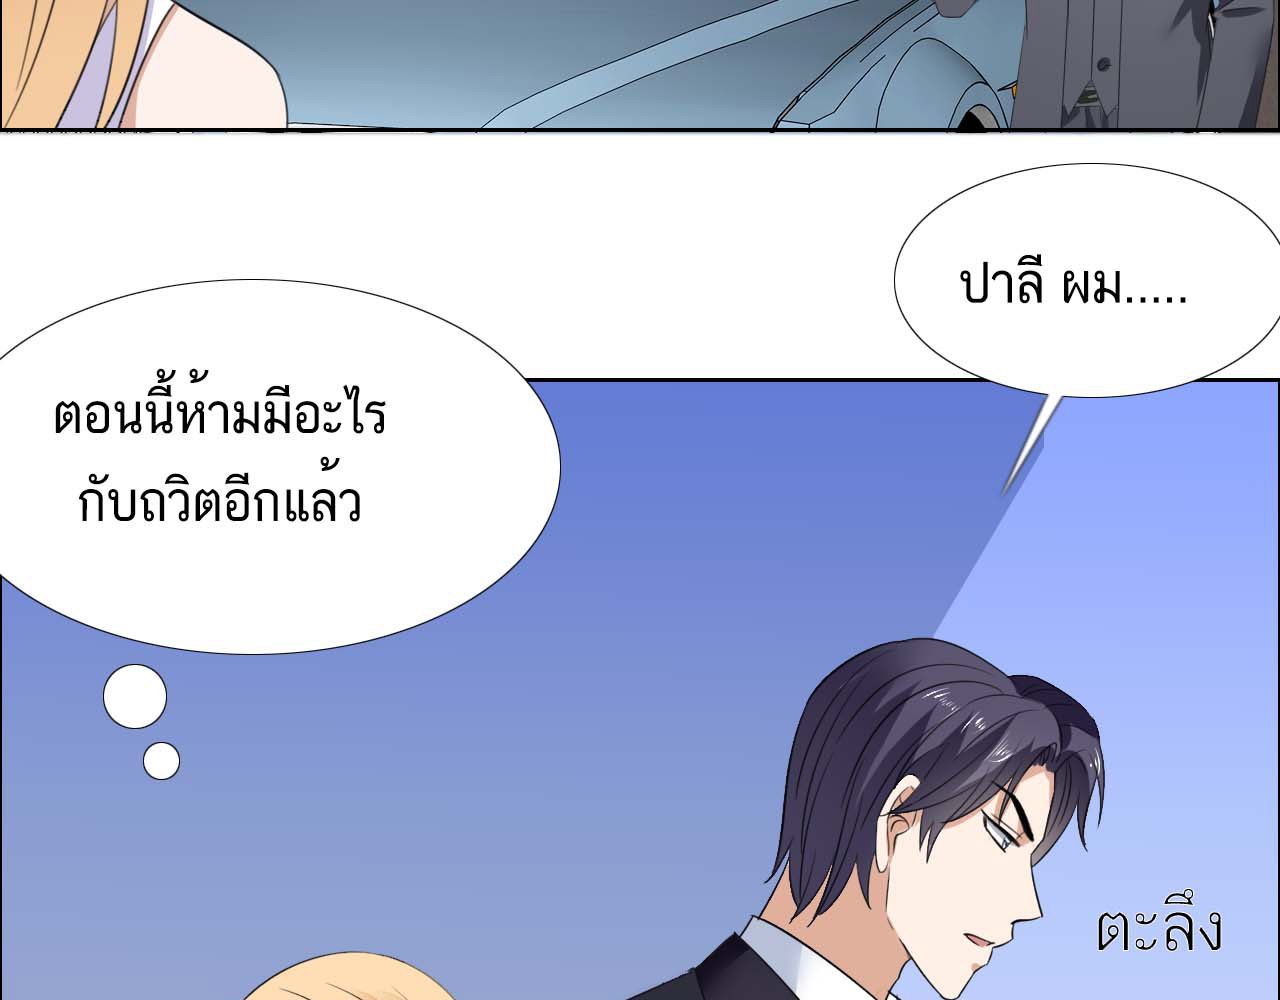 ปาลี ผม.....
ตอนนี้ห้ามมีอะไร
กับถวิตอีกแล้ว
ตะลึง